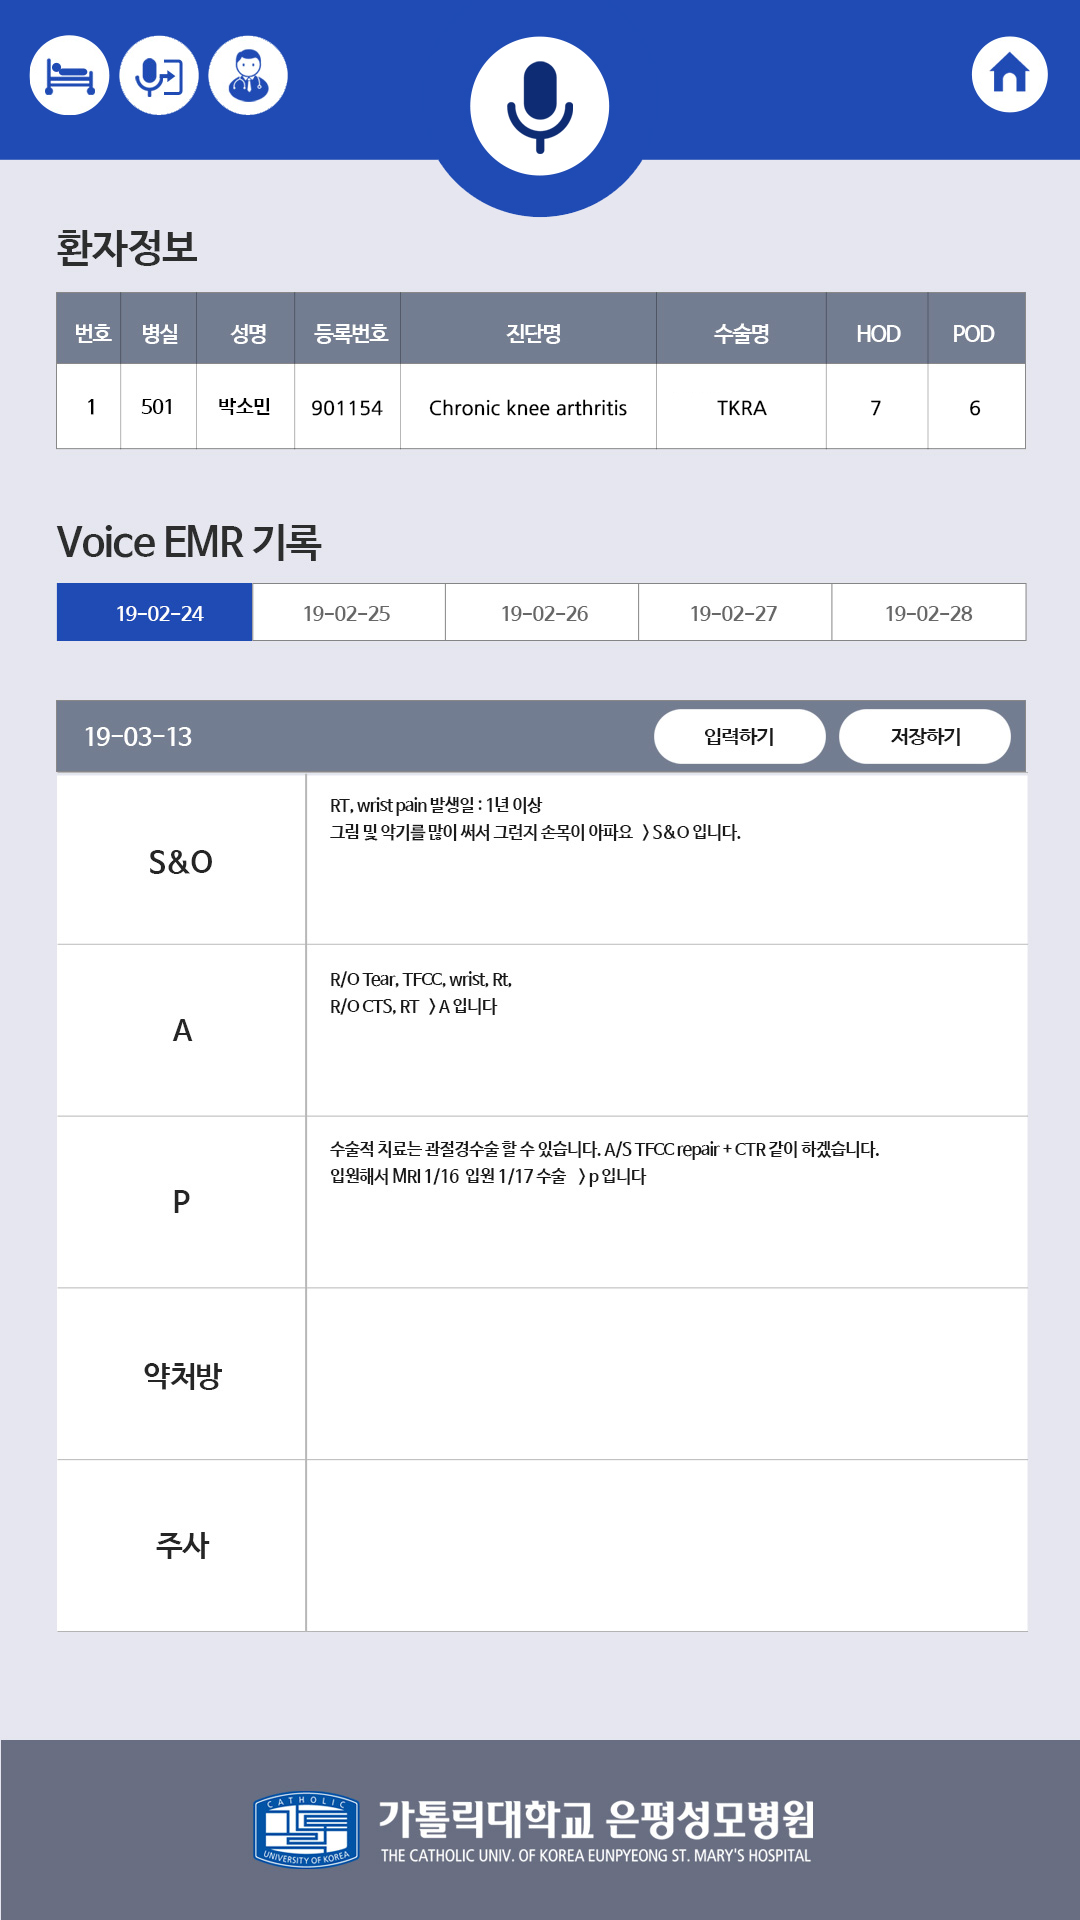 환자정보
번호 병실 성명 등록번호 진단명 수술명 HOD POD
1 501 박소민 901154 Chronic knee arthritis TKRA 7 6
Voice EMR 기록
19-02-24 19-02-25 19-02-26 19-02-27 19-02-28
19-03-13 입력하기 저장하기
S&O
RT, wrist pain 발생일 : 1년 이상
그림 및 악기를 많이 써서 그런지 손목이 아파요 > S&O 입니다.
A
R/O Tear, TFCC, wrist, Rt,
R/O CTS, RT > A 입니다
P
수술적 치료는 관절경수술 할 수 있습니다. A/S TFCC repair + CTR 같이 하겠습니다.
입원해서 MRI 1/16 입원 1/17 수술 > p 입니다
약처방
주사
CATHOLIC
UNIVERSITY OF KOREA
가톨릭대학교 은평성모병원
THE CATHOLIC UNIV. OF KOREA EUNPYEONG ST. MARY'S HOSPITAL